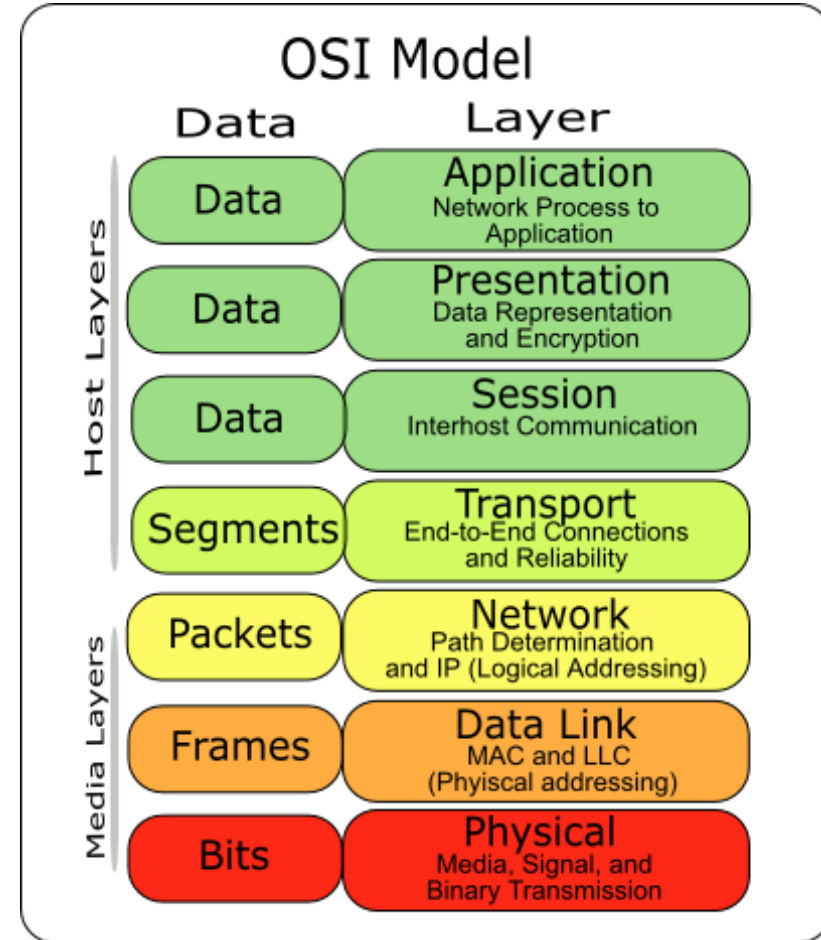 OSI Model
Data Layer
Host Layers
Data
Application
Network Process to
Application
Data
Presentation
Data Representation
and Encryption
Data
Session
Interhost Communication
Segments
Transport
End-to-End Connections
and Reliability
Media Layers
Packets
Network
Path Determination
and IP (Logical Addressing)
Frames
Data Link
MAC and LLC
(Phyiscal addressing)
Bits
Physical
Media, Signal, and
Binary Transmission